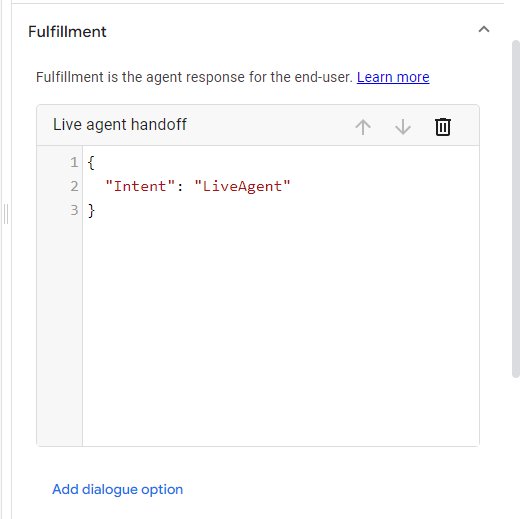 Fulfillment
Fulfillment is the agent response for the end-user. Learn more
Live agent handoff
1 {
2 "Intent": "LiveAgent"
3 }
Add dialogue option